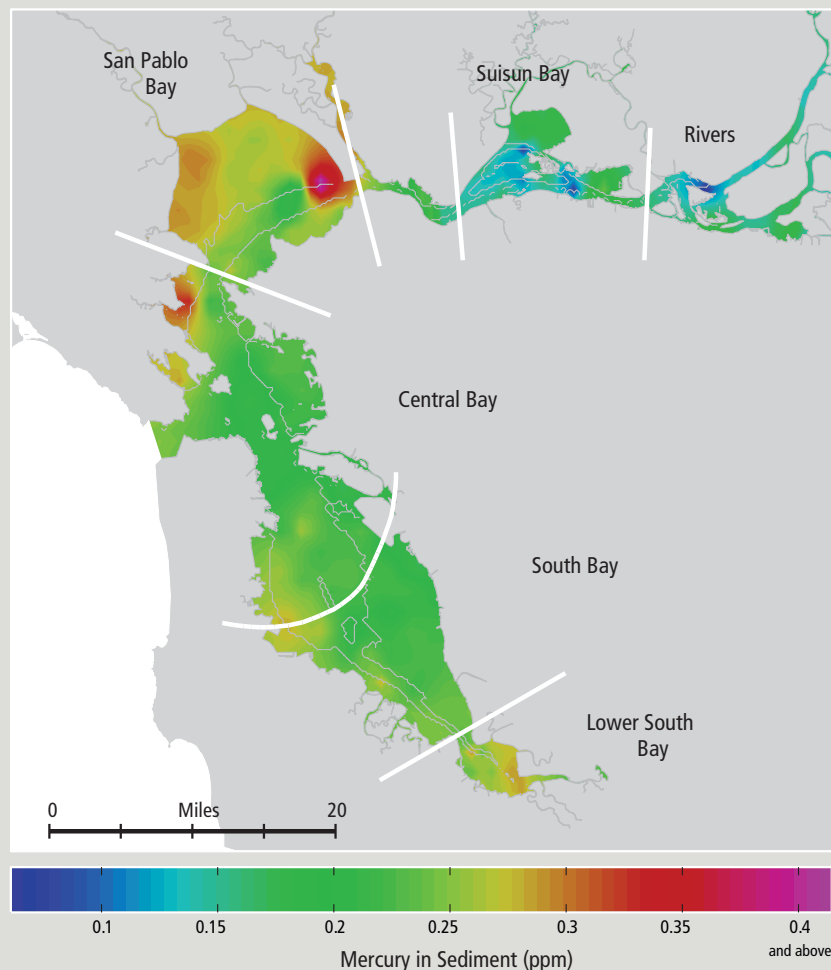 San Pablo
Bay
Suisun Bay
Rivers
Central Bay
South Bay
Lower South
Bay
0 Miles 20
0.1 0.15 0.2 0.25 0.3 0.35 0.4
and above
Mercury in Sediment (ppm)